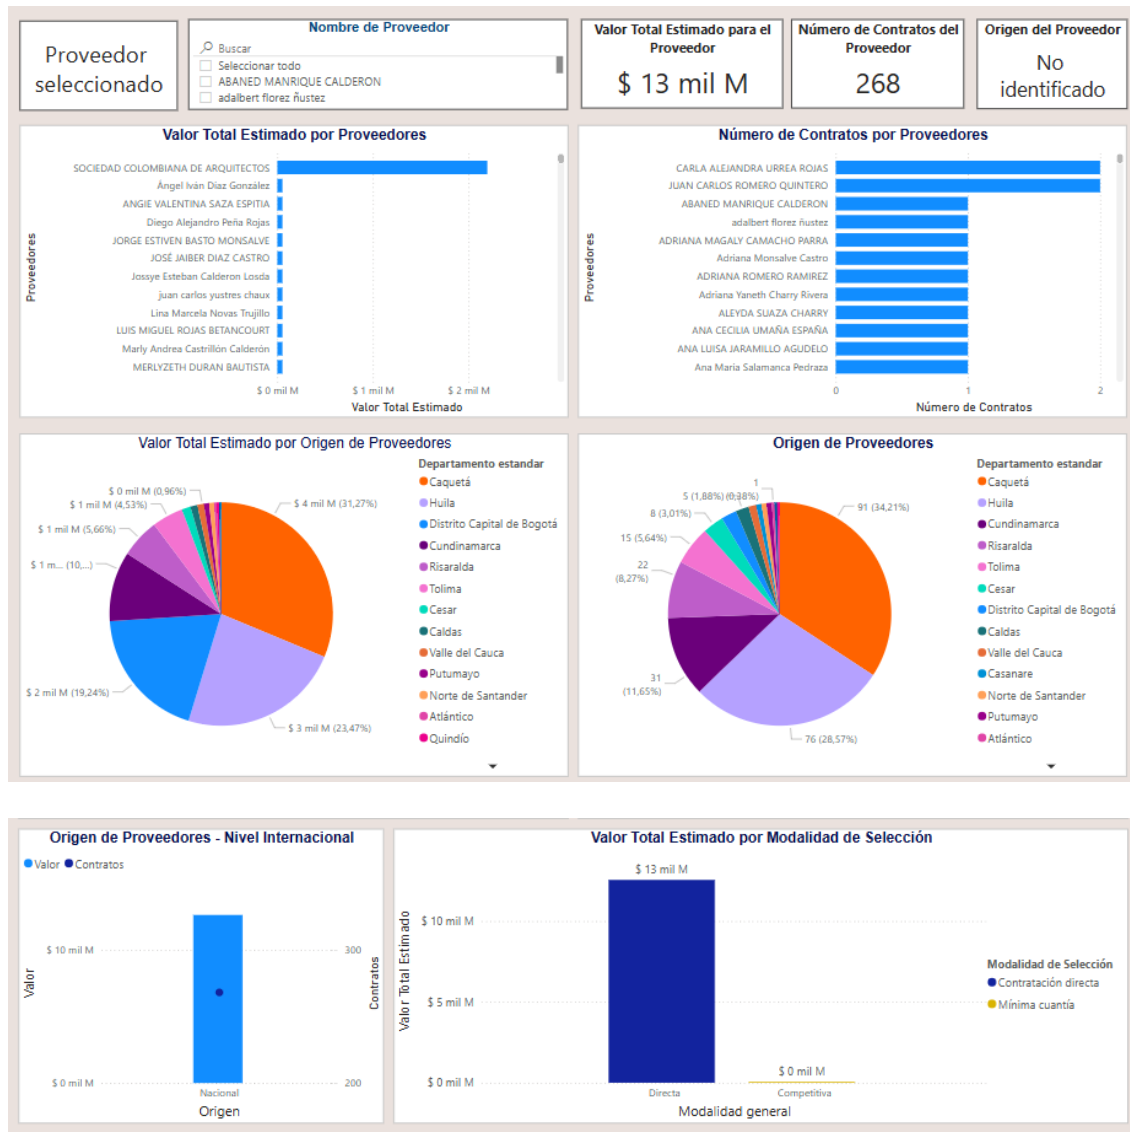 Proveedor
seleccionado
Nombre de Proveedor
Buscar
Seleccionar todo
ABANED MANRIQUE CALDERON
adalbert florez ñustez
Valor Total Estimado para el
Proveedor
$ 13 mil M
Número de Contratos del
Proveedor
268
Origen del Proveedor
No
identificado
Valor Total Estimado por Proveedores
Proveedores
SOCIEDAD COLOMBIANA DE ARQUITECTOS
Ángel Iván Díaz González
ANGIE VALENTINA SAZA ESPITIA
Diego Alejandro Peña Rojas
JORGE ESTIVEN BASTO MONSALVE
JOSÉ JAIBER DIAZ CASTRO
Jossye Esteban Calderon Losda
juan carlos yustres chaux
Lina Marcela Novas Trujillo
LUIS MIGUEL ROJAS BETANCOURT
Marly Andrea Castrillón Calderón
MERLYZETH DURAN BAUTISTA
$ 0 mil M
$ 1 mil M
$ 2 mil M
Valor Total Estimado
Número de Contratos por Proveedores
Proveedores
CARLA ALEJANDRA URREA ROJAS
JUAN CARLOS ROMERO QUINTERO
ABANED MANRIQUE CALDERON
adalbert florez ñustez
ADRIANA MAGALY CAMACHO PARRA
Adriana Monsalve Castro
ADRIANA ROMERO RAMIREZ
Adriana Yaneth Charry Rivera
ALEYDA SUAZA CHARRY
ANA CECILIA UMAÑA ESPAÑA
ANA LUISA JARAMILLO AGUDELO
Ana Maria Salamanca Pedraza
0
1
2
Número de Contratos
Valor Total Estimado por Origen de Proveedores
$ 0 mil M (0,96%)
$ 1 mil M (4,53%)
$ 1 mil M (5,66%)
$ 1 m... (10,...)
$ 2 mil M (19,24%)
$ 4 mil M (31,27%)
$ 3 mil M (23,47%)
Departamento estandar
Caquetá
Huila
Distrito Capital de Bogotá
Cundinamarca
Risaralda
Tolima
Cesar
Caldas
Valle del Cauca
Putumayo
Norte de Santander
Atlántico
Quindío
Origen de Proveedores
1
5 (1,88%)
(0,38%)
8 (3,01%)
15 (5,64%)
22
(8,27%)
31
(11,65%)
91 (34,21%)
76 (28,57%)
Departamento estandar
Caquetá
Huila
Cundinamarca
Risaralda
Tolima
Cesar
Distrito Capital de Bogotá
Caldas
Valle del Cauca
Casanare
Norte de Santander
Putumayo
Atlántico
Origen de Proveedores - Nivel Internacional
Valor
Contratos
$ 10 mil M
$ 0 mil M
300
200
Valor
Contratos
Nacional
Origen
Valor Total Estimado por Modalidad de Selección
Valor Total Estimado
$ 10 mil M
$ 5 mil M
$ 0 mil M
$ 13 mil M
$ 0 mil M
Directa
Competitiva
Modalidad general
Modalidad de Selección
Contratación directa
Mínima cuantía